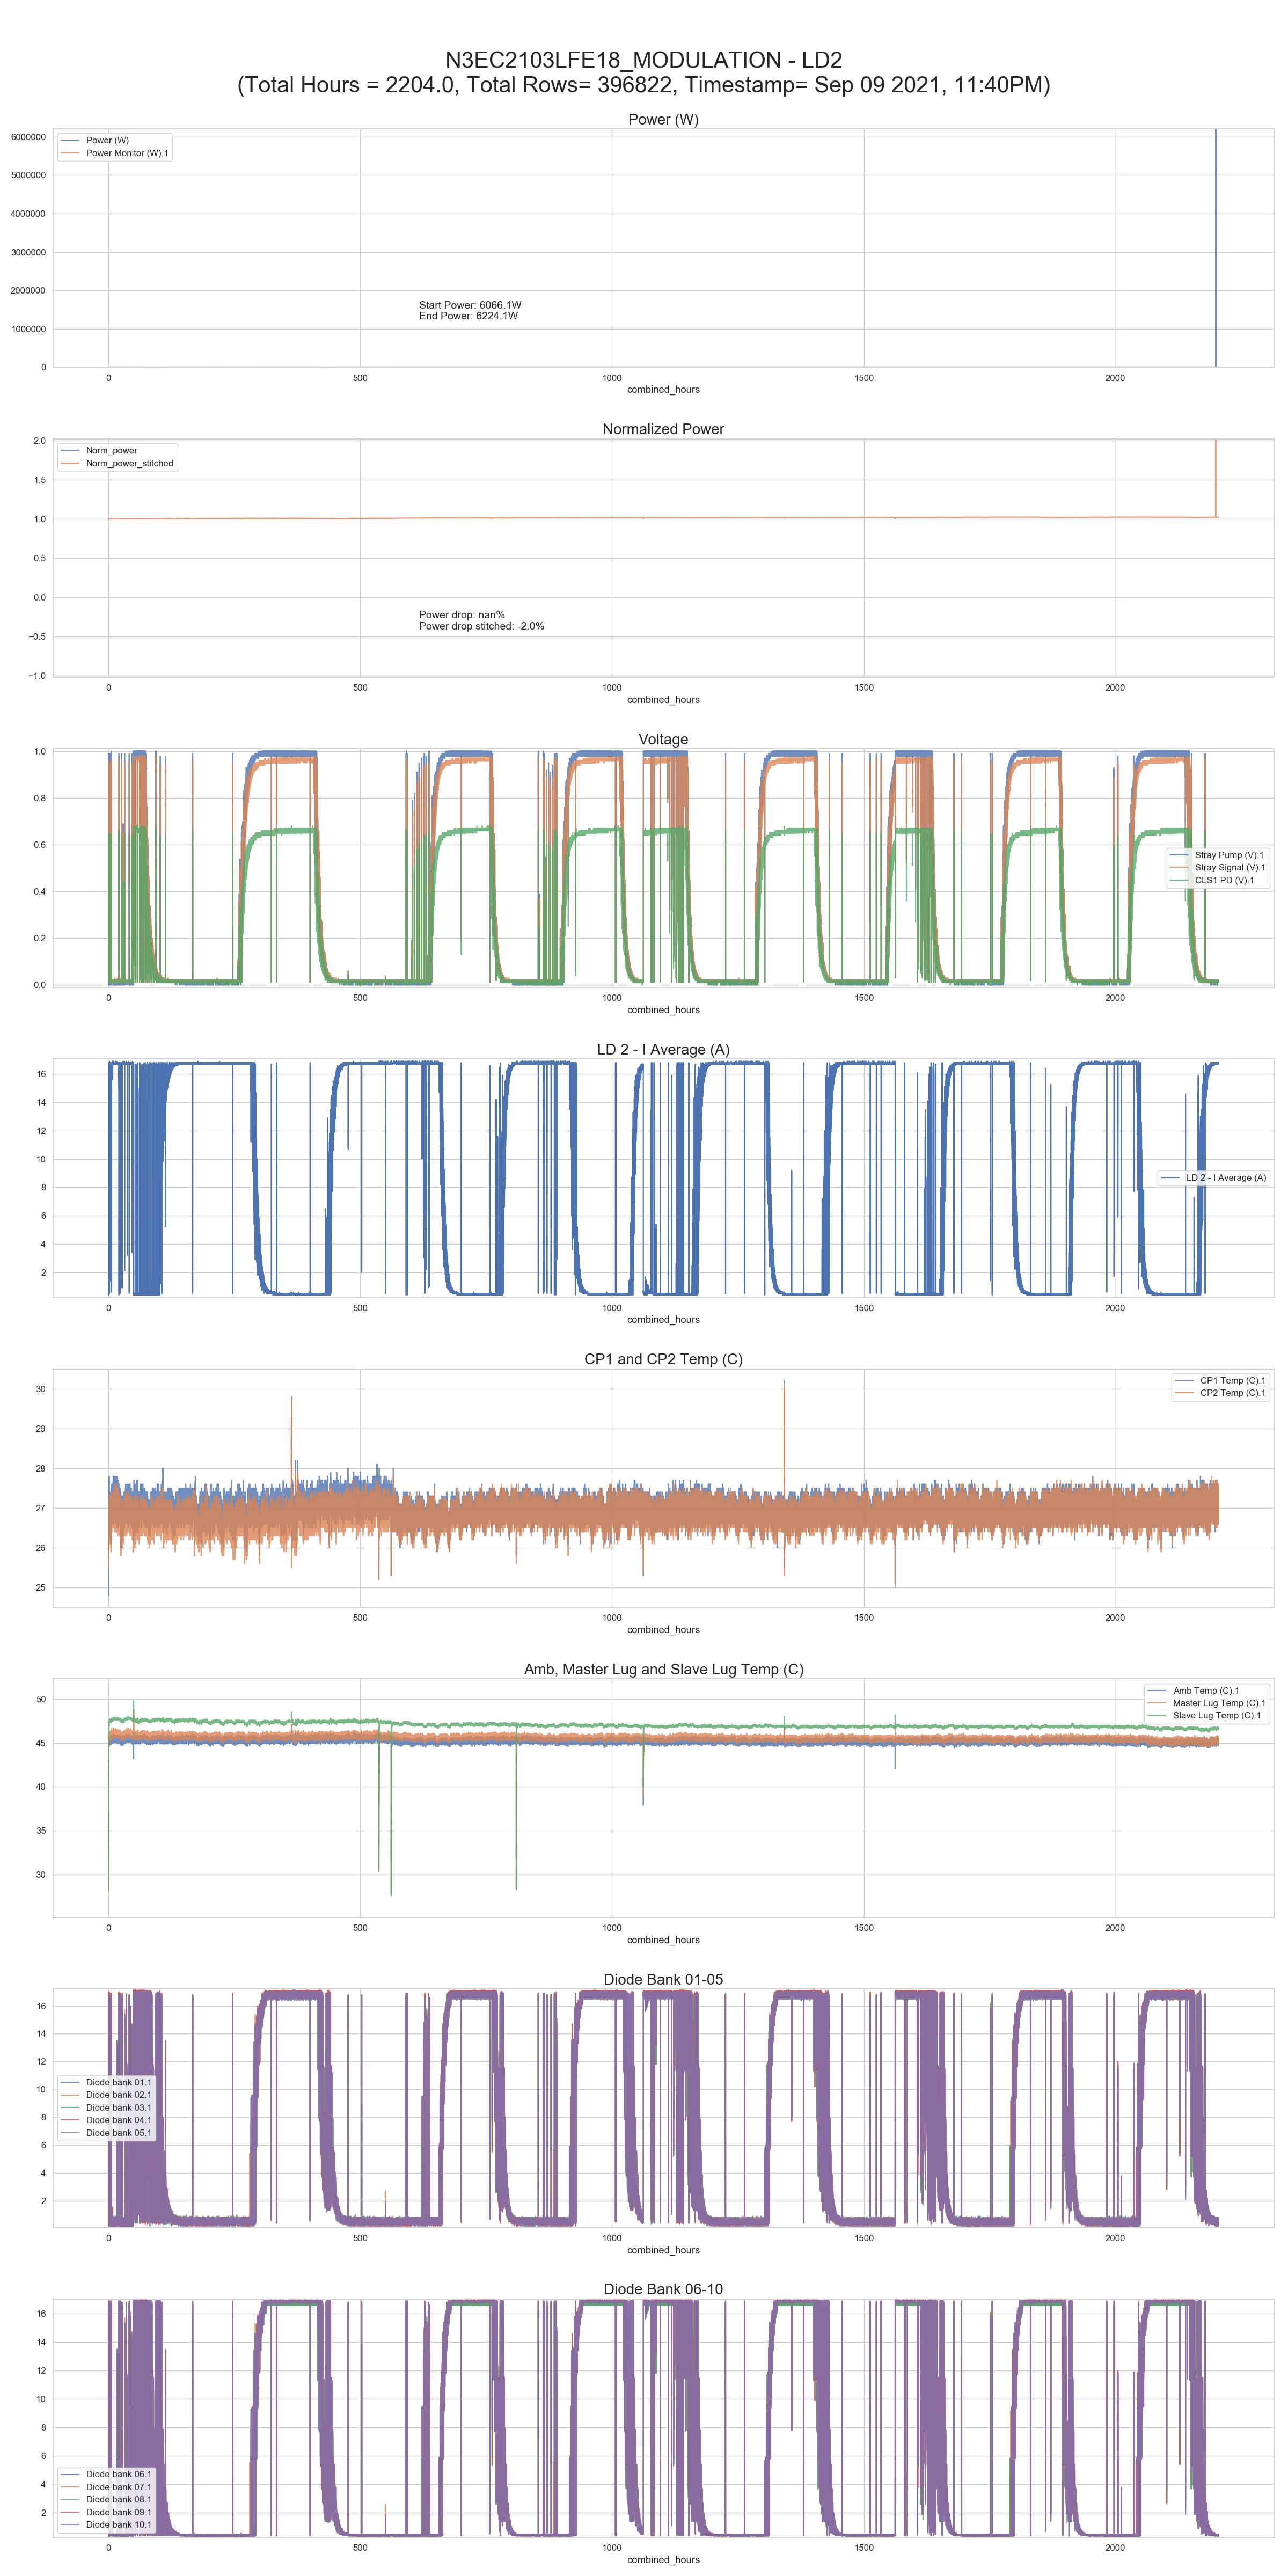 N3EC2103LFE18_MODULATION - LD2
(Total Hours = 2204.0, Total Rows= 396822, Timestamp= Sep 09 2021, 11:40PM)
Power (W)
6000000
5000000
4000000
3000000
2000000
1000000
0
Power (W)
Power Monitor (W).1
Start Power: 6066.1W
End Power: 6224.1W
0 500 1000 1500 2000
combined_hours
Normalized Power
2.0
1.5
1.0
0.5
0.0
−0.5
−1.0
Norm_power
Norm_power_stitched
Power drop: nan%
Power drop stitched: -2.0%
0 500 1000 1500 2000
combined_hours
Voltage
1.0
0.8
0.6
0.4
0.2
0.0
Stray Pump (V).1
Stray Signal (V).1
CLS1 PD (V).1
0 500 1000 1500 2000
combined_hours
LD 2 - I Average (A)
16
14
12
10
8
6
4
2
LD 2 - I Average (A)
0 500 1000 1500 2000
combined_hours
CP1 and CP2 Temp (C)
30
29
28
27
26
25
CP1 Temp (C).1
CP2 Temp (C).1
0 500 1000 1500 2000
combined_hours
Amb, Master Lug and Slave Lug Temp (C)
50
45
40
35
30
Amb Temp (C).1
Master Lug Temp (C).1
Slave Lug Temp (C).1
0 500 1000 1500 2000
combined_hours
Diode Bank 01-05
16
14
12
10
8
6
4
2
Diode bank 01.1
Diode bank 02.1
Diode bank 03.1
Diode bank 04.1
Diode bank 05.1
0 500 1000 1500 2000
combined_hours
Diode Bank 06-10
16
14
12
10
8
6
4
2
Diode bank 06.1
Diode bank 07.1
Diode bank 08.1
Diode bank 09.1
Diode bank 10.1
0 500 1000 1500 2000
combined_hours